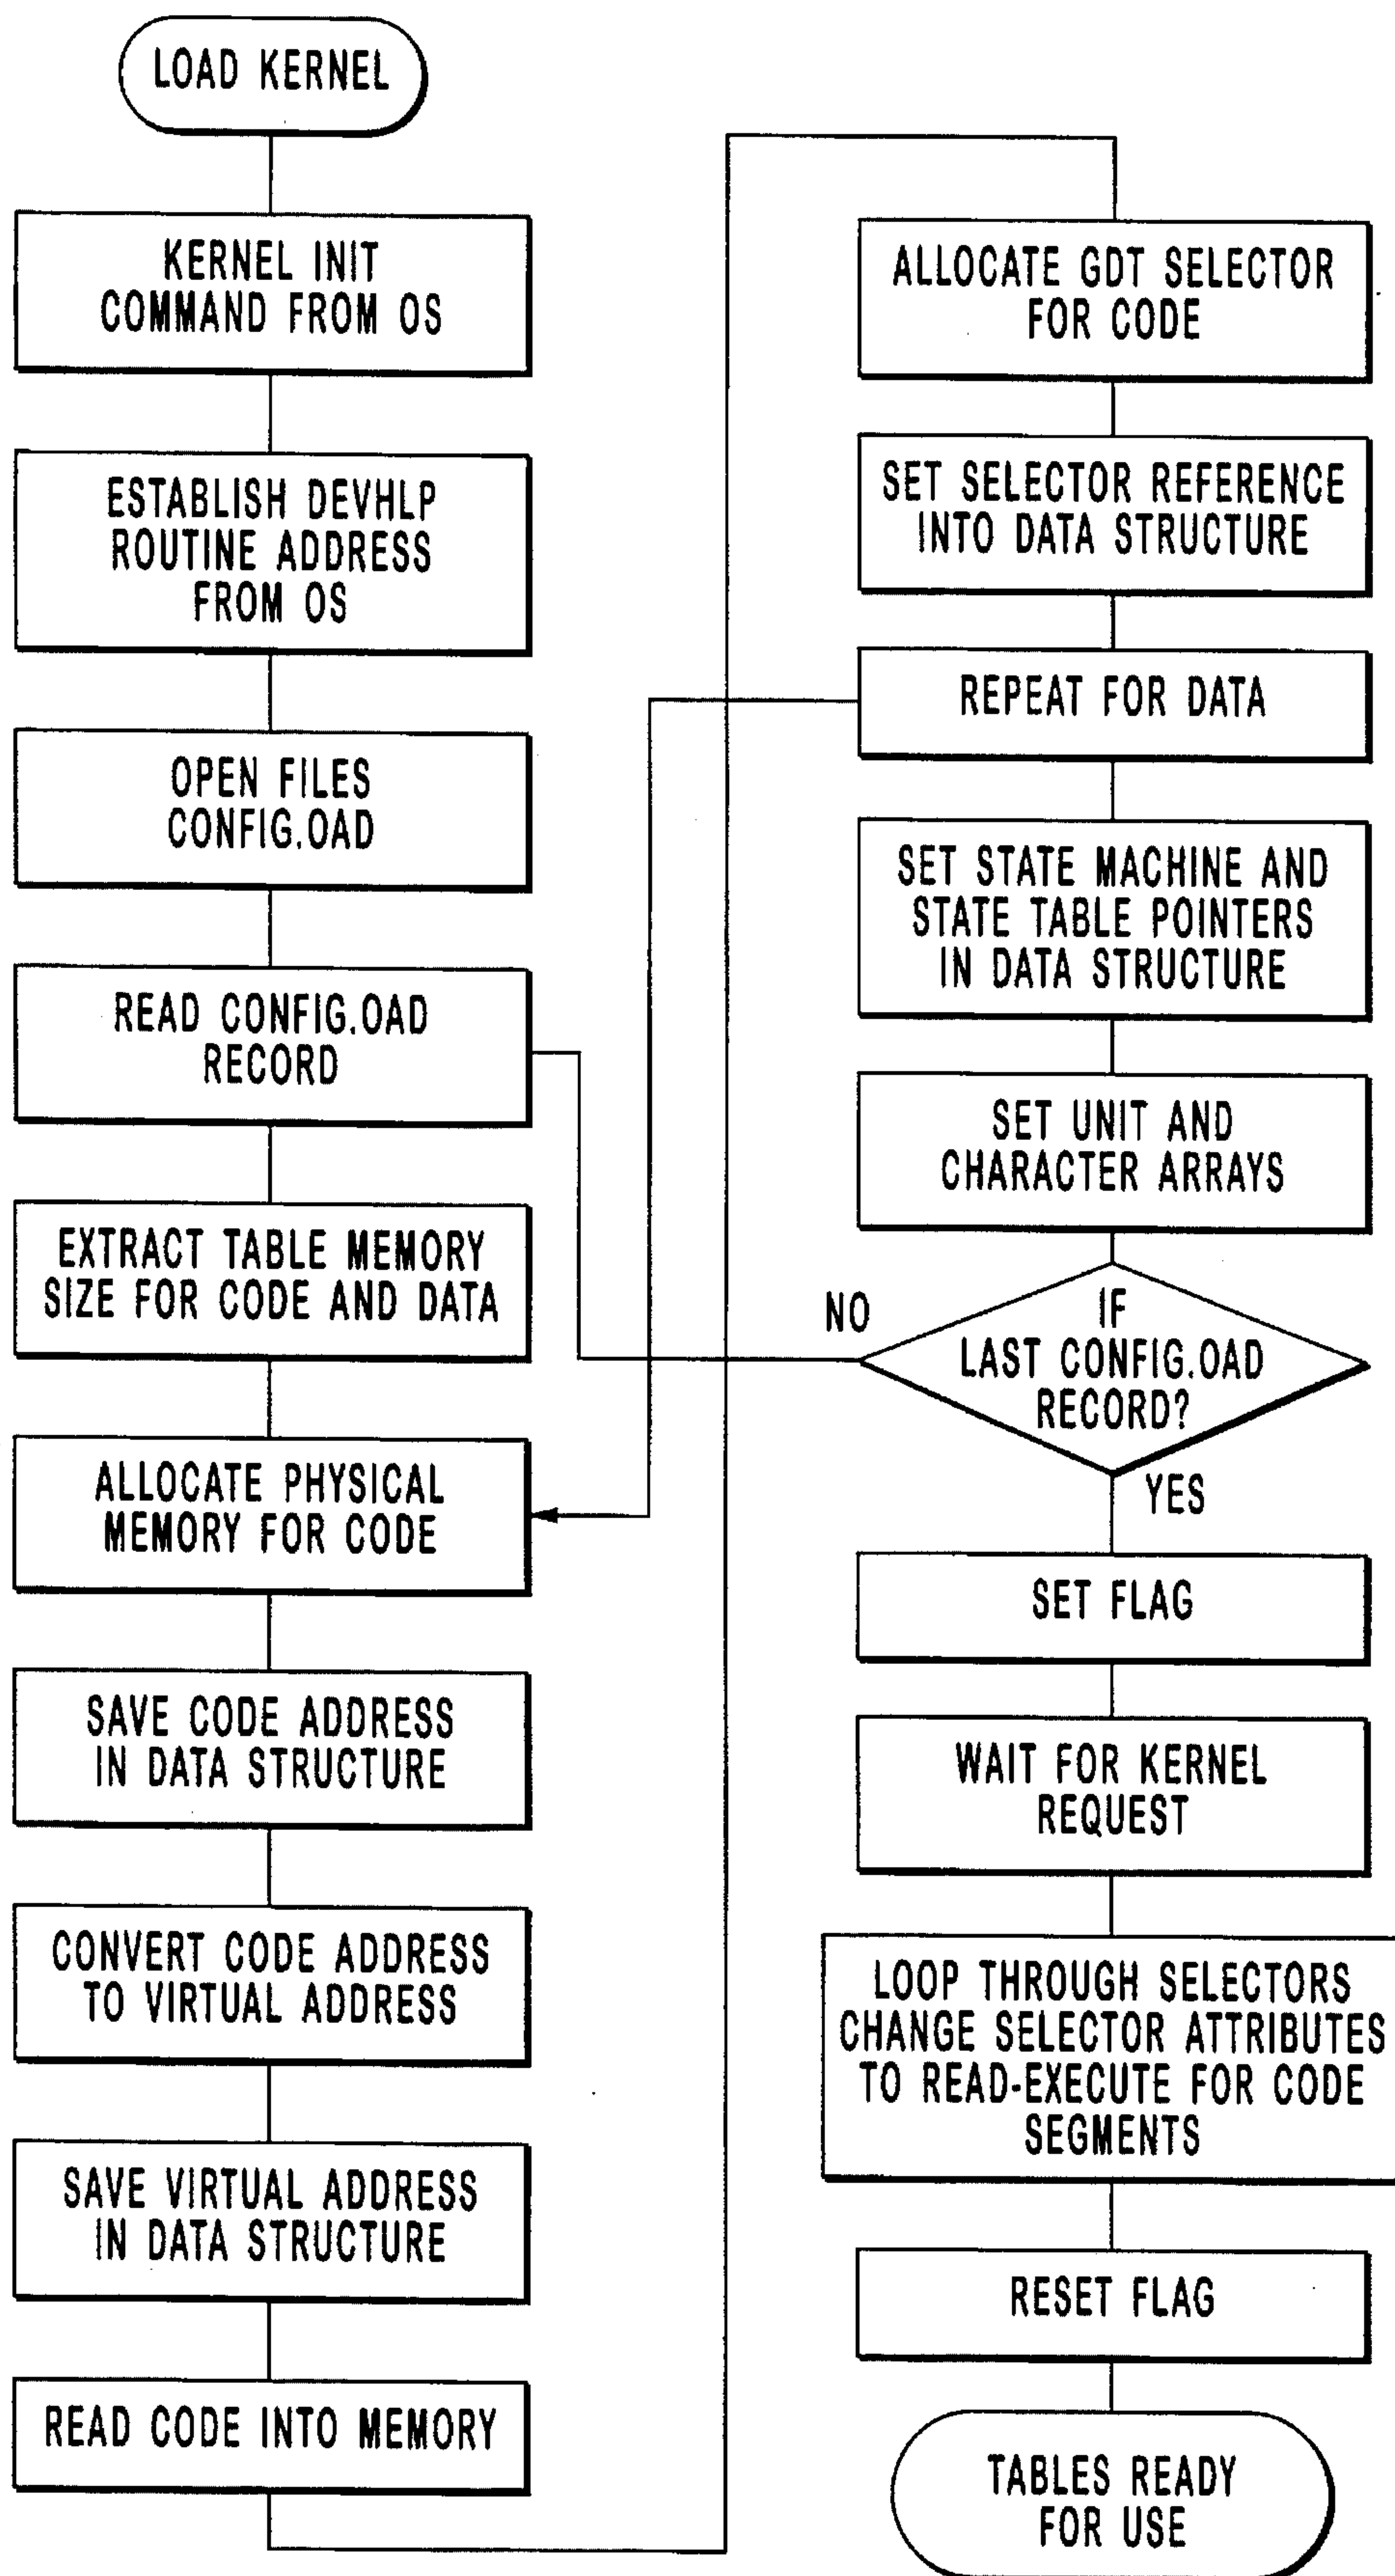 LOAD KERNEL
KERNEL INIT
COMMAND FROM OS
ESTABLISH DEVHLP
ROUTINE ADDRESS
FROM OS
OPEN FILES
CONFIG.OAD
READ CONFIG.OAD
RECORD
EXTRACT TABLE MEMORY
SIZE FOR CODE AND DATA
ALLOCATE PHYSICAL
MEMORY FOR CODE
SAVE CODE ADDRESS
IN DATA STRUCTURE
CONVERT CODE ADDRESS
TO VIRTUAL ADDRESS
SAVE VIRTUAL ADDRESS
IN DATA STRUCTURE
READ CODE INTO MEMORY
ALLOCATE GDT SELECTOR
FOR CODE
SET SELECTOR REFERENCE
INTO DATA STRUCTURE
REPEAT FOR DATA
SET STATE MACHINE AND
STATE TABLE POINTERS
IN DATA STRUCTURE
SET UNIT AND
CHARACTER ARRAYS
NO
IF
LAST CONFIG.OAD
RECORD?
YES
SET FLAG
WAIT FOR KERNEL
REQUEST
LOOP THROUGH SELECTORS
CHANGE SELECTOR ATTRIBUTES
TO READ-EXECUTE FOR CODE
SEGMENTS
RESET FLAG
TABLES READY
FOR USE